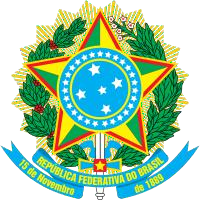 REPÚBLICA FEDERATIVA DO BRASIL
15 de Novembro
de 1889